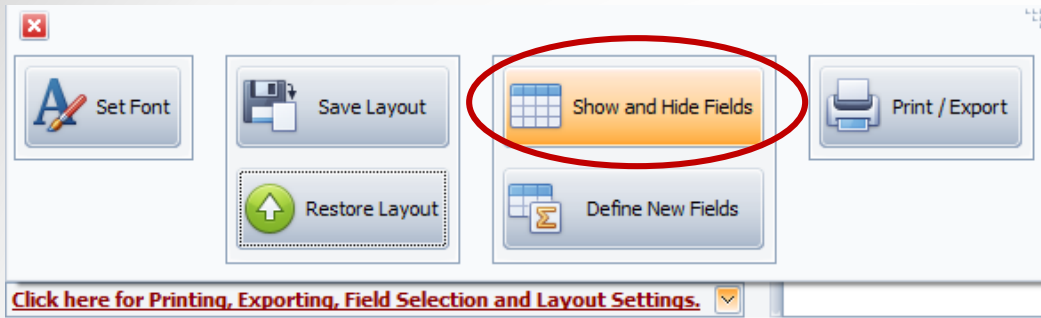 Set Font
Save Layout
Show and Hide Fields
Print / Export
Restore Layout
Define New Fields
Click here for Printing, Exporting, Field Selection and Layout Settings.